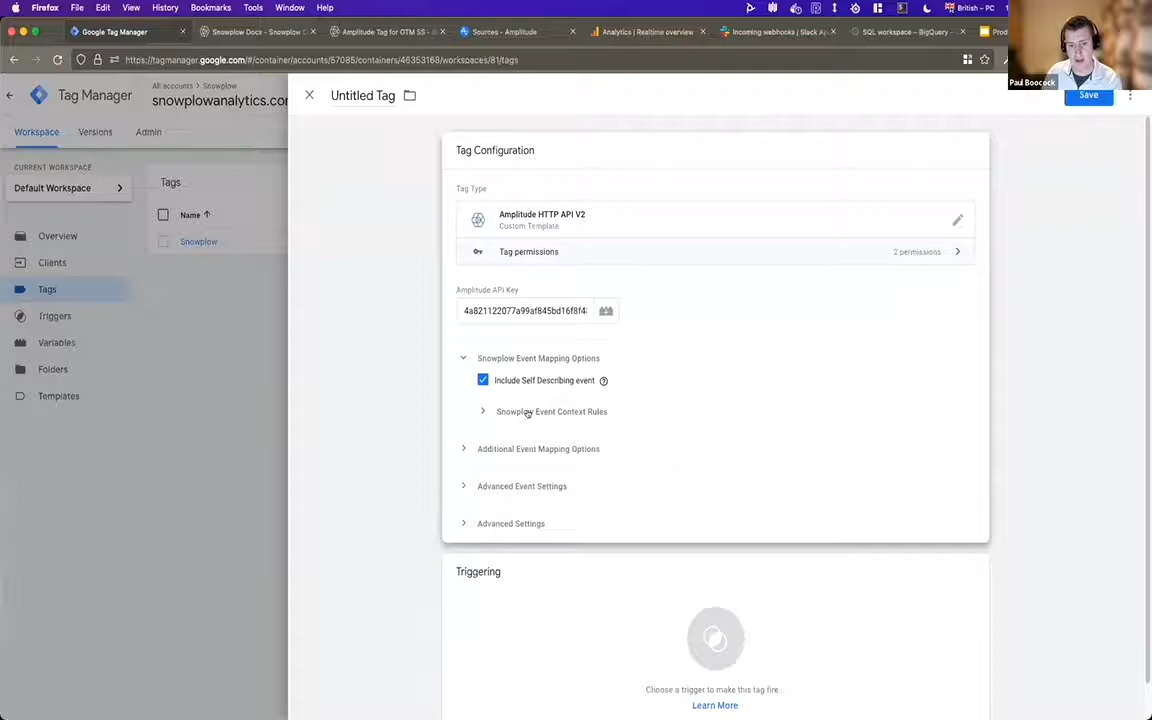 Firefox File Edit View History Bookmarks Tools Window Help
British – PC
Google Tag Manager
Snowplow Docs - Snowplow
Amplitude Tag for GTM SS -
Sources - Amplitude
Analytics | Realtime overview
Incoming webhooks | Slack
SQL workspace – BigQuery –
https://tagmanager.google.com/#/container/accounts/57085/containers/46353168/workspaces/81/tags
Paul Boocock
Tag Manager
All accounts > Snowplow
snowplowanalytics.co
Untitled Tag
Save
Workspace Versions Admin
CURRENT WORKSPACE
Default Workspace
Overview
Clients
Tags
Triggers
Variables
Folders
Templates
Tags
Name
Snowplow
Tag Configuration
Tag Type
Amplitude HTTP API V2
Custom Template
Tag permissions 2 permissions
Amplitude API Key
4a821122077a99af845bd16f8f4
Snowplow Event Mapping Options
Include Self Describing event
Snowplow Event Context Rules
Additional Event Mapping Options
Advanced Event Settings
Advanced Settings
Triggering
Choose a trigger to make this tag fire...
Learn More